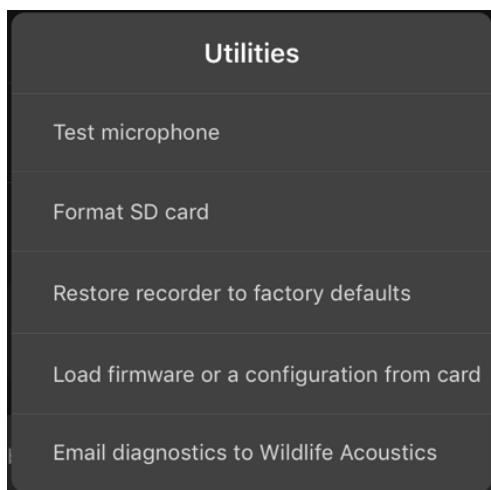 Utilities
Test microphone
Format SD card
Restore recorder to factory defaults
Load firmware or a configuration from card
Email diagnostics to Wildlife Acoustics